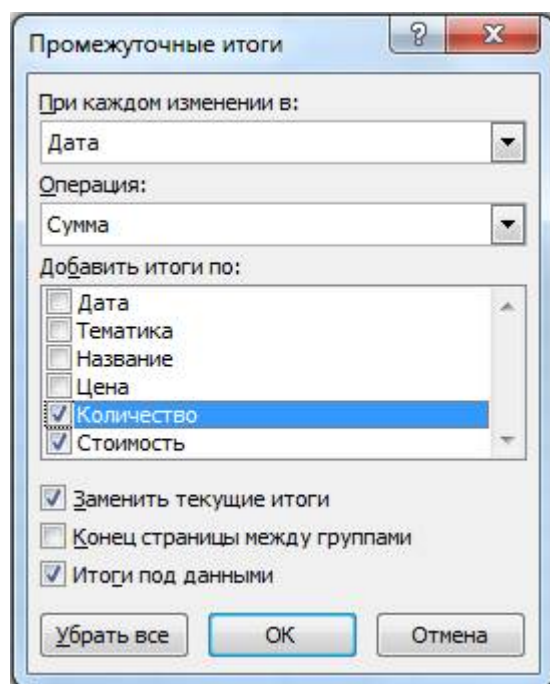 Промежуточные итоги
?
При каждом изменении в:
Дата
Операция:
Сумма
Добавить итоги по:
Дата
Тематика
Название
Цена
Количество
Стоимость
Заменить текущие итоги
Конец страницы между группами
Итоги под данными
Убрать все ОК Отмена